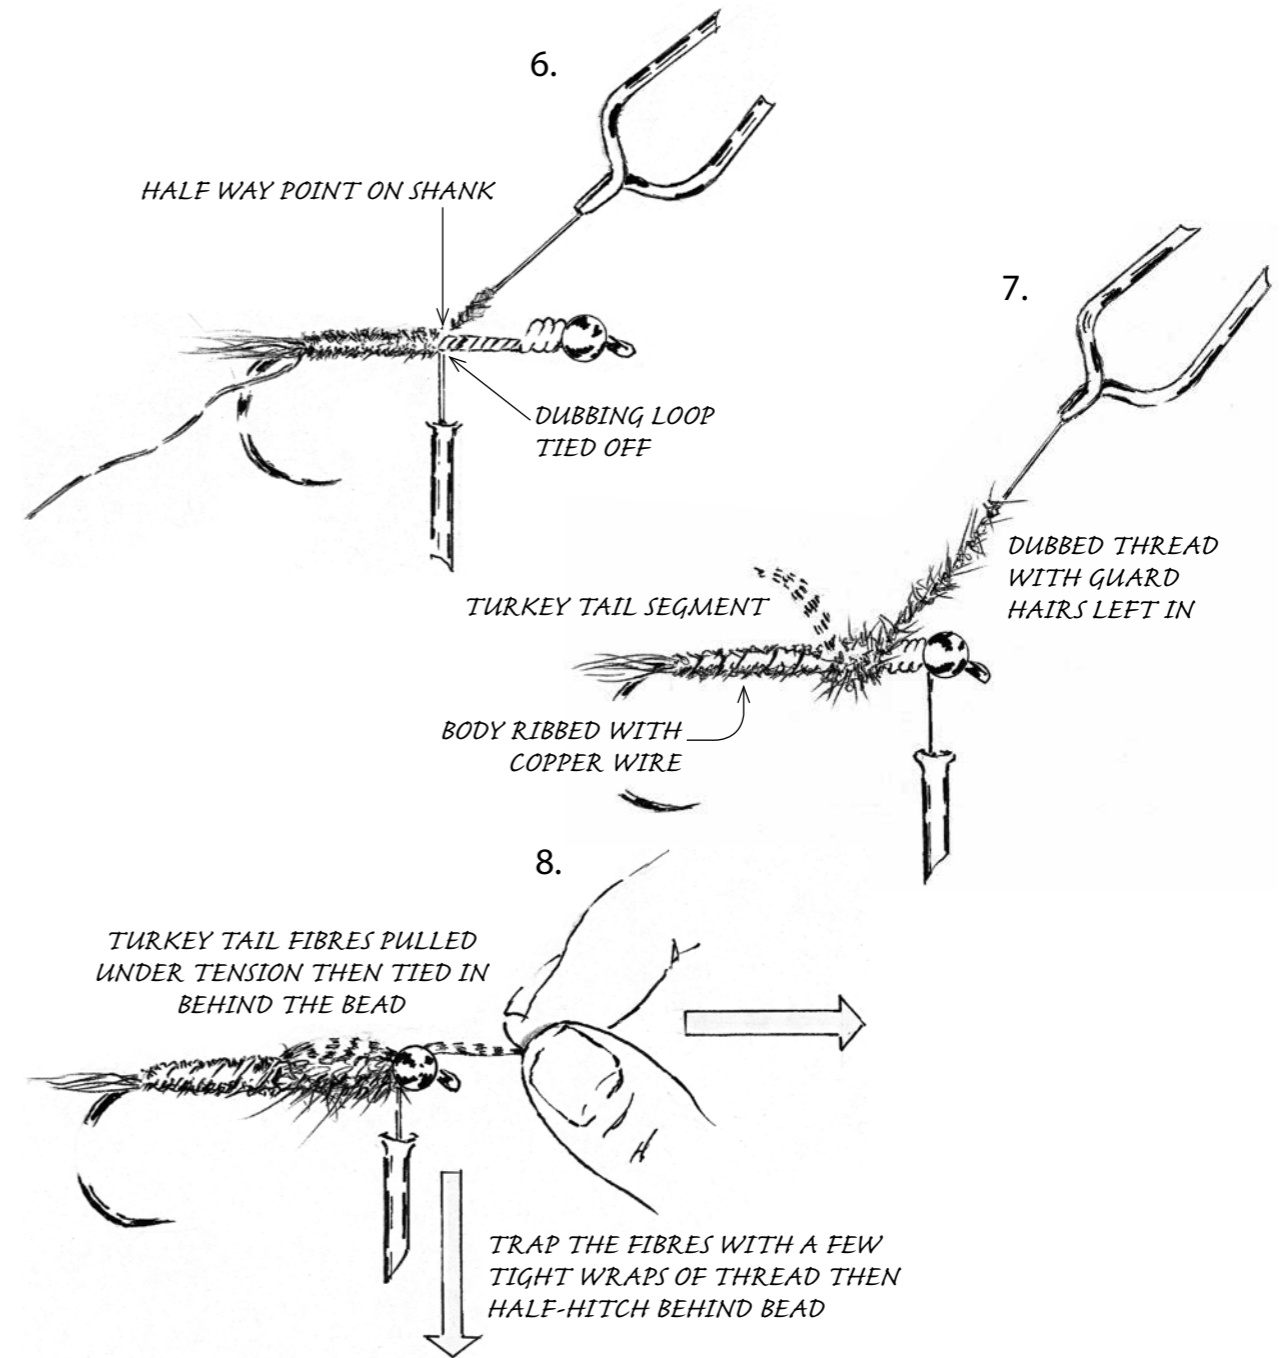 6.
HALF WAY POINT ON SHANK
DUBBING LOOP
TIED OFF
7.
DUBBED THREAD
WITH GUARD
HAIRS LEFT IN
TURKEY TAIL SEGMENT
BODY RIBBED WITH
COPPER WIRE
8.
TURKEY TAIL FIBRES PULLED
UNDER TENSION THEN TIED IN
BEHIND THE BEAD
TRAP THE FIBRES WITH A FEW
TIGHT WRAPS OF THREAD THEN
HALF-HITCH BEHIND BEAD